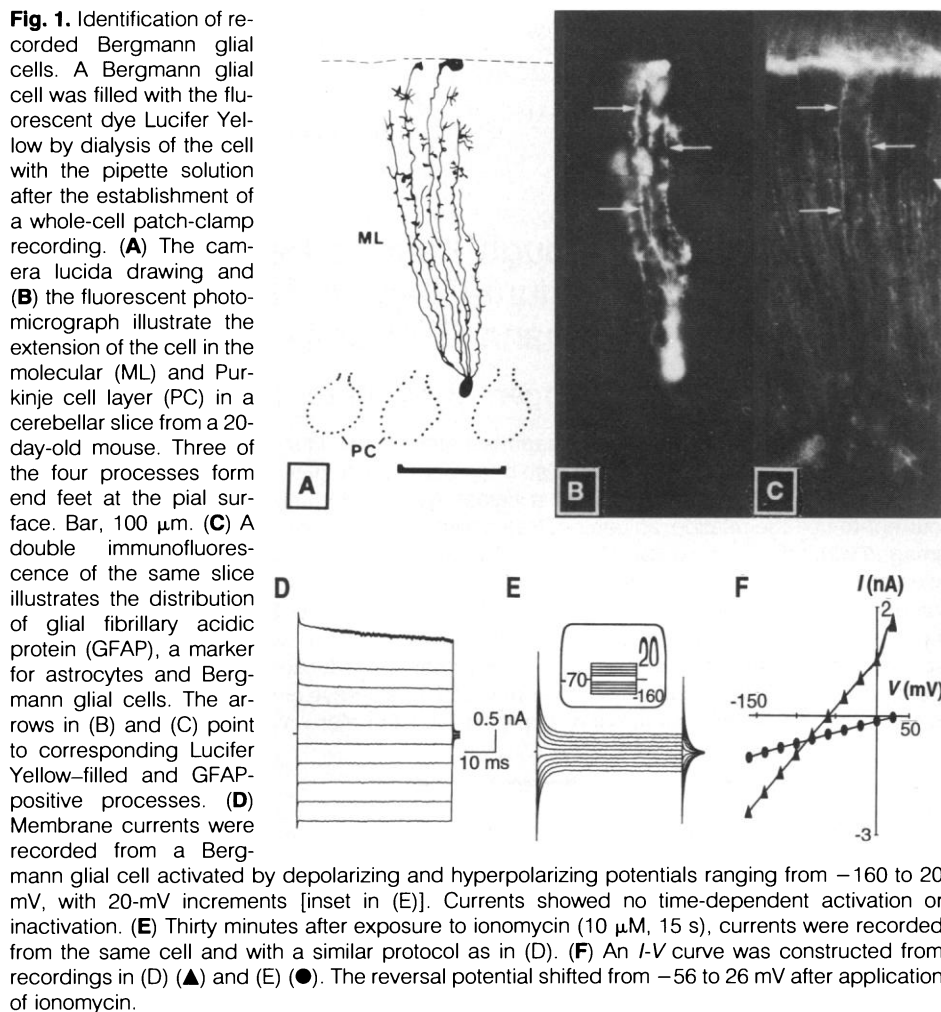 Fig. 1. Identification of re-
corded Bergmann glial
cells. A Bergmann glial
cell was filled with the flu-
orescent dye Lucifer Yel-
low by dialysis of the cell
with the pipette solution
after the establishment of
a whole-cell patch-clamp
recording. (A) The cam-
era lucida drawing and
(B) the fluorescent photo-
micrograph illustrate the
extension of the cell in the
molecular (ML) and Pur-
kinje cell layer (PC) in a
cerebellar slice from a 20-
day-old mouse. Three of
the four processes form
end feet at the pial sur-
face. Bar, 100 μm. (C) A
double immunofluores-
cence of the same slice
illustrates the distribution
of glial fibrillary acidic
protein (GFAP), a marker
for astrocytes and Berg-
mann glial cells. The ar-
rows in (B) and (C) point
to corresponding Lucifer
Yellow–filled and GFAP-
positive processes. (D)
Membrane currents were
recorded from a Berg-
mann glial cell activated by depolarizing and hyperpolarizing potentials ranging from −160 to 20
mV, with 20-mV increments [inset in (E)]. Currents showed no time-dependent activation or
inactivation. (E) Thirty minutes after exposure to ionomycin (10 μM, 15 s), currents were recorded
from the same cell and with a similar protocol as in (D). (F) An I-V curve was constructed from
recordings in (D) (▲) and (E) (●). The reversal potential shifted from −56 to 26 mV after application
of ionomycin.
ML
PC
A
B
C
D
0.5 nA
10 ms
E
20
-70
-160
F
I (nA)
2
V (mV)
-150
50
-3